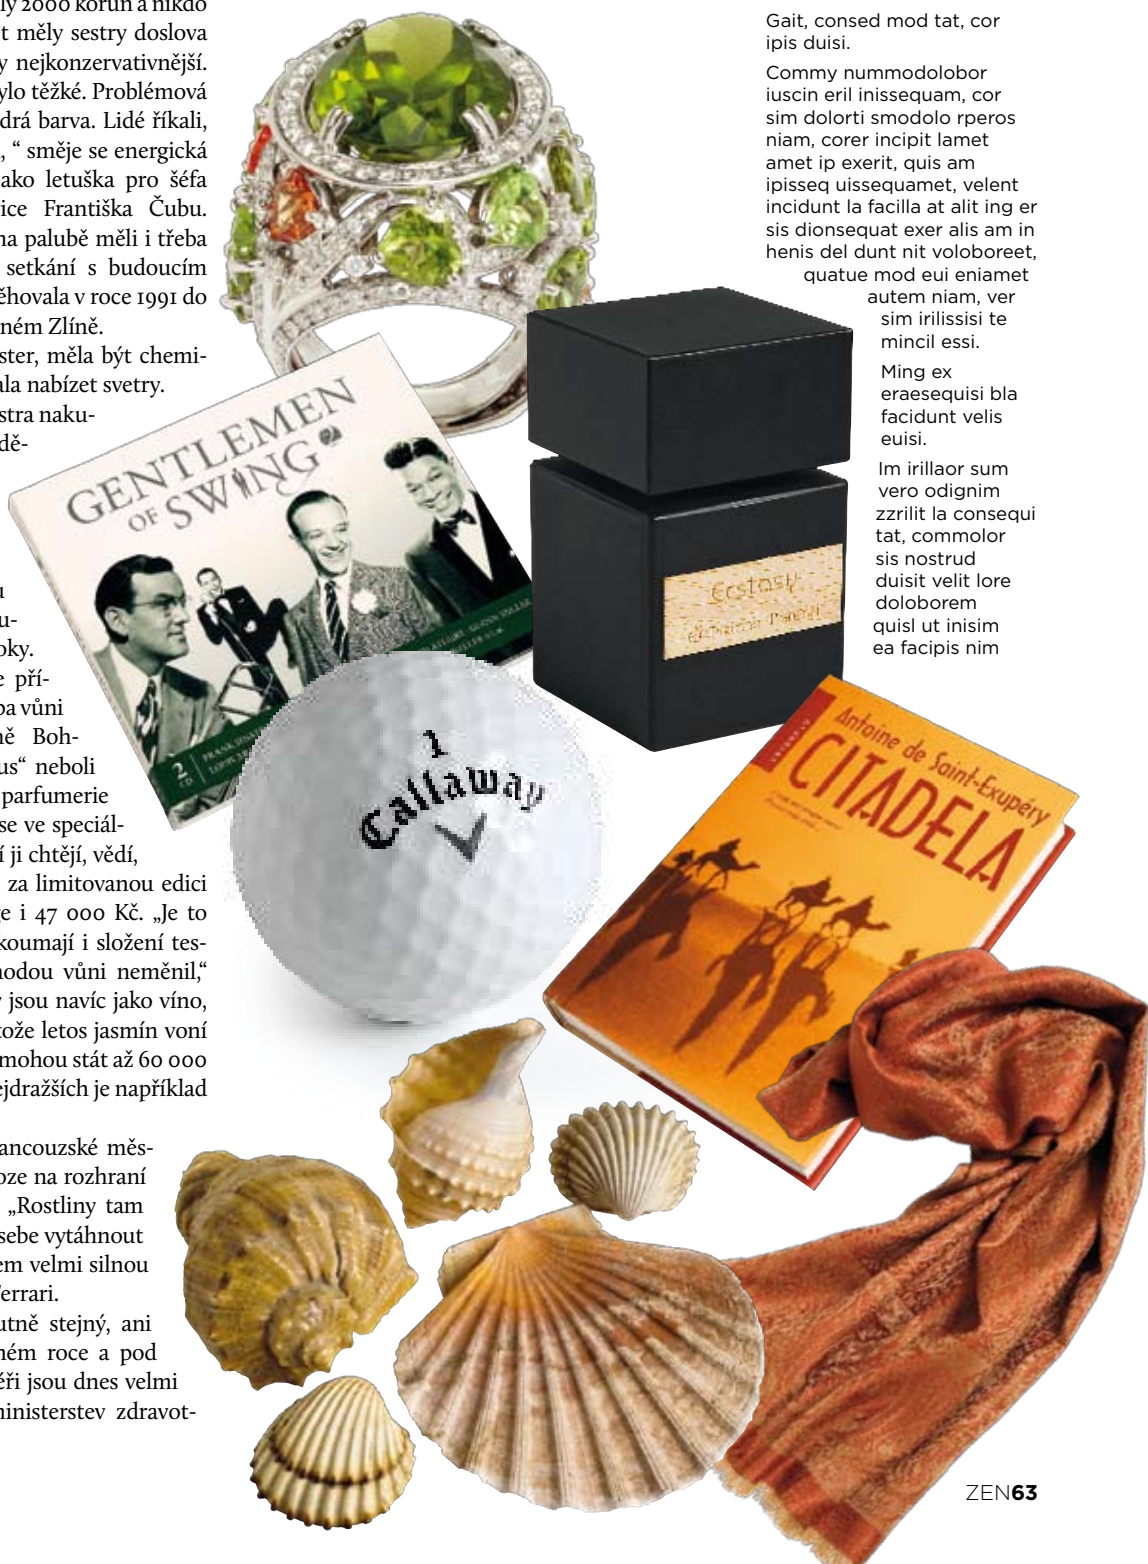 ly 2000 korun a nikdo
t měly sestry doslova
y nejkonzervativnější.
ylo těžké. Problémová
drá barva. Lidé říkali,
, “ směje se energická
ako letuška pro šéfa
ice Františka Čubu.
na palubě měli i třeba
setkání s budoucím
ěhovala v roce 1991 do
ném Zlíně.
ster, měla být chemi-
ala nabízet svetry.
stra naku-
dě-
u
u-
oky.
e pří-
ba vůni
ně Boh-
us“ neboli
parfumerie
se ve speciál-
í ji chtějí, vědí,
za limitovanou edici
ge i 47 000 Kč. „Je to
koumají i složení tes-
hodou vůni neměnil,“
y jsou navíc jako víno,
tože letos jasmín voní
mohou stát až 60 000
ejdražších je například
ancouzské měs-
oze na rozhraní
„Rostliny tam
sebe vytáhnout
em velmi silnou
Ferrari.
utně stejný, ani
ném roce a pod
éři jsou dnes velmi
ministerstev zdravot-
GENTLEMEN
OF SWING
2
CD
1
Callaway
Ecstasy
Antoine de Saint-Exupéry
CITADELA
Gait, consed mod tat, cor
ipis duisi.
Commy nummodolobor
iuscin eril inissequam, cor
sim dolorti smodolo rperos
niam, corer incipit lamet
amet ip exerit, quis am
ipisseq uissequamet, velent
incidunt la facilla at alit ing er
sis dionsequat exer alis am in
henis del dunt nit voloboreet,
quatue mod eui eniamet
autem niam, ver
sim irilissisi te
mincil essi.
Ming ex
eraesequisi bla
facidunt velis
euisi.
Im irillaor sum
vero odignim
zzrilit la consequi
tat, commolor
sis nostrud
duisit velit lore
doloborem
quisl ut inisim
ea facipis nim
ZEN63